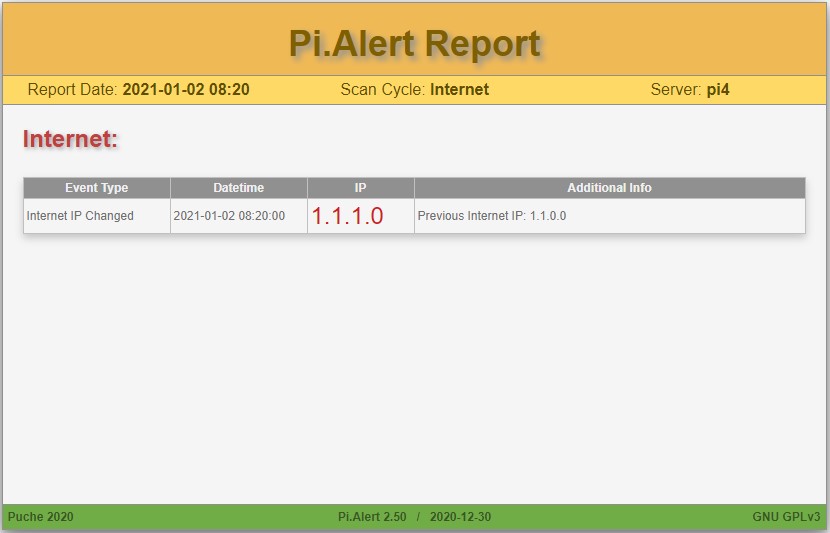 Pi.Alert Report
Report Date: 2021-01-02 08:20 Scan Cycle: Internet Server: pi4
Internet:
Event Type Datetime IP Additional Info
Internet IP Changed 2021-01-02 08:20:00 1.1.1.0 Previous Internet IP: 1.1.0.0
Puche 2020 Pi.Alert 2.50 / 2020-12-30 GNU GPLv3